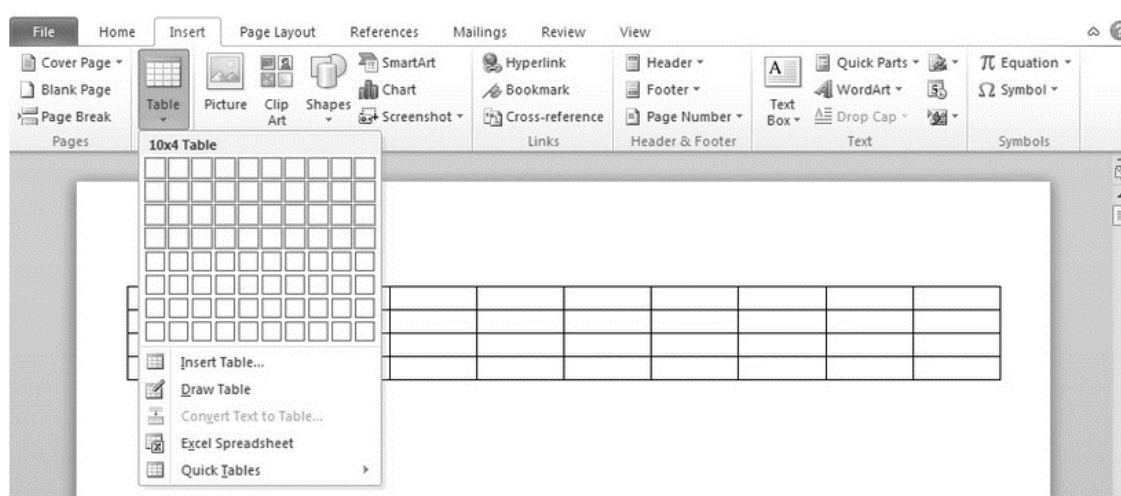 File Home Insert Page Layout References Mailings Review View
Cover Page
Blank Page
Page Break
Pages
Table
Picture
Clip Art
Shapes
SmartArt
Chart
Screenshot
Hyperlink
Bookmark
Cross-reference
Links
Header
Footer
Page Number
Header & Footer
A
Text Box
Quick Parts
WordArt
Drop Cap
Text
π Equation
Ω Symbol
Symbols
10x4 Table
Insert Table...
Draw Table
Convert Text to Table...
Excel Spreadsheet
Quick Tables